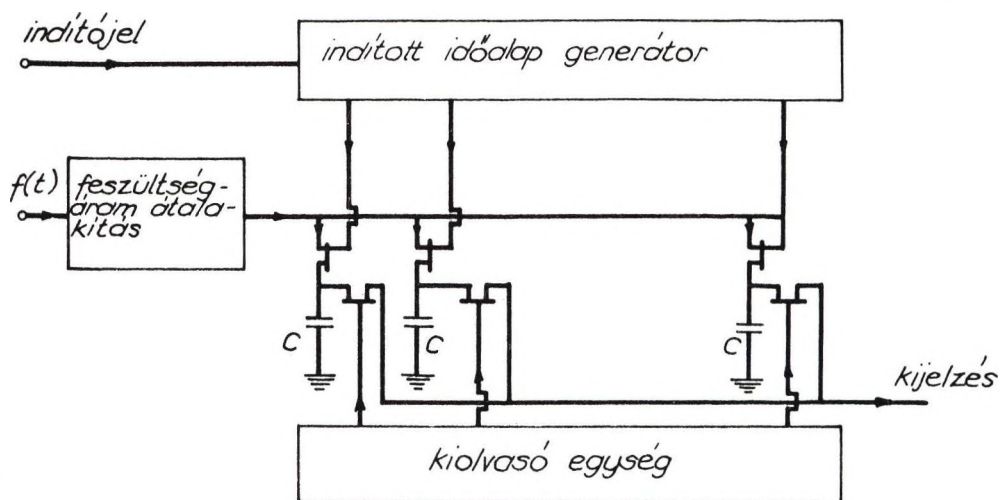 indítójel
indított időalap generátor
f(t)
feszültség-
áram átala-
kítás
C
C
C
kijelzés
kiolvasó egység